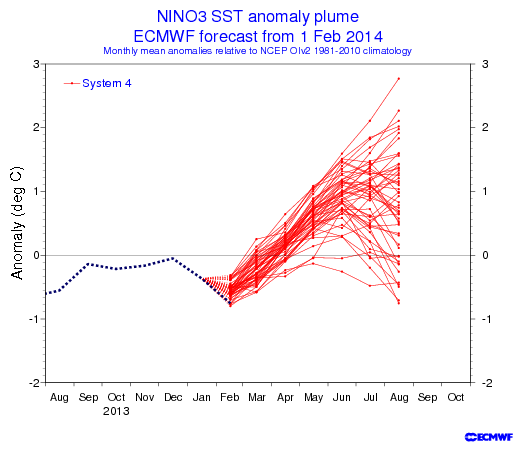 NINO3 SST anomaly plume
ECMWF forecast from 1 Feb 2014
Monthly mean anomalies relative to NCEP OIv2 1981-2010 climatology
System 4
Anomaly (deg C)
3 3
2 2
1 1
0 0
-1 -1
-2 -2
Aug Sep Oct Nov Dec Jan Feb Mar Apr May Jun Jul Aug Sep Oct
2013
ECMWF